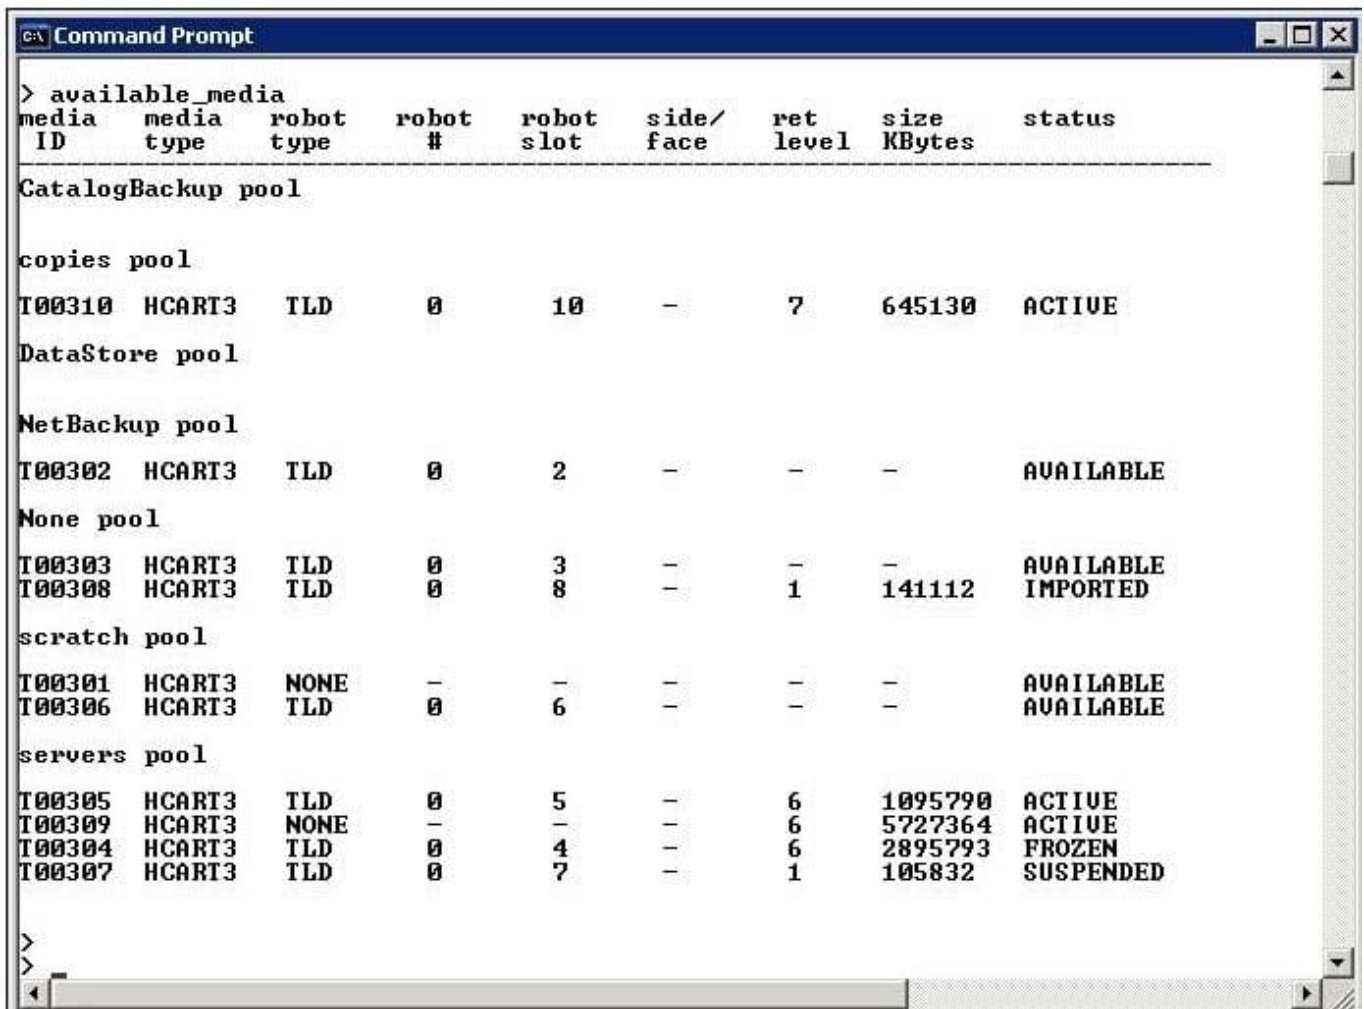 Command Prompt
> available_media
media media robot robot robot side/ ret size status
ID type type # slot face level KBytes
CatalogBackup pool
copies pool
T00310 HCART3 TLD 0 10 - 7 645130 ACTIVE
DataStore pool
NetBackup pool
T00302 HCART3 TLD 0 2 - - - AVAILABLE
None pool
T00303 HCART3 TLD 0 3 - - - AVAILABLE
T00308 HCART3 TLD 0 8 - 1 141112 IMPORTED
scratch pool
T00301 HCART3 NONE - - - - - AVAILABLE
T00306 HCART3 TLD 0 6 - - - AVAILABLE
servers pool
T00305 HCART3 TLD 0 5 - 6 1095790 ACTIVE
T00309 HCART3 NONE - - - 6 5727364 ACTIVE
T00304 HCART3 TLD 0 4 - 6 2895793 FROZEN
T00307 HCART3 TLD 0 7 - 1 105832 SUSPENDED
>
> _